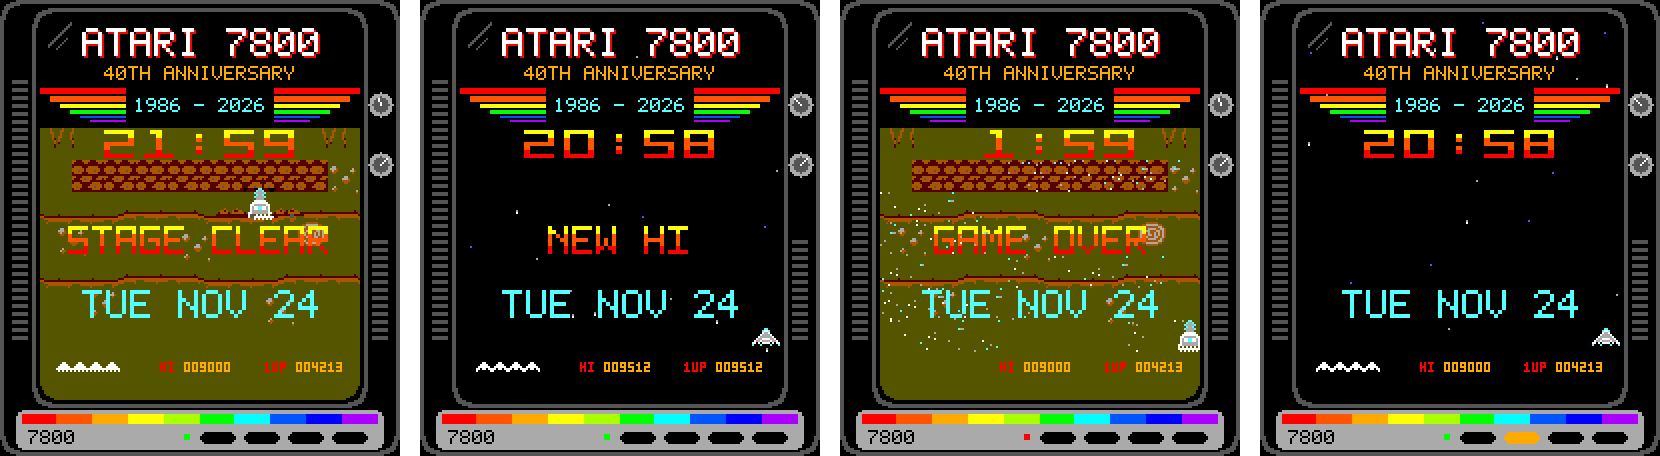 ATARI 7800
40TH ANNIVERSARY
1986 - 2026
21:59
STAGE CLEAR
TUE NOV 24
HI 009000 1UP 004213
7800
ATARI 7800
40TH ANNIVERSARY
1986 - 2026
20:58
NEW HI
TUE NOV 24
HI 009512 1UP 009512
7800
ATARI 7800
40TH ANNIVERSARY
1986 - 2026
1:59
GAME OVER
TUE NOV 24
HI 009000 1UP 004213
7800
ATARI 7800
40TH ANNIVERSARY
1986 - 2026
20:58
TUE NOV 24
HI 009000 1UP 004213
7800